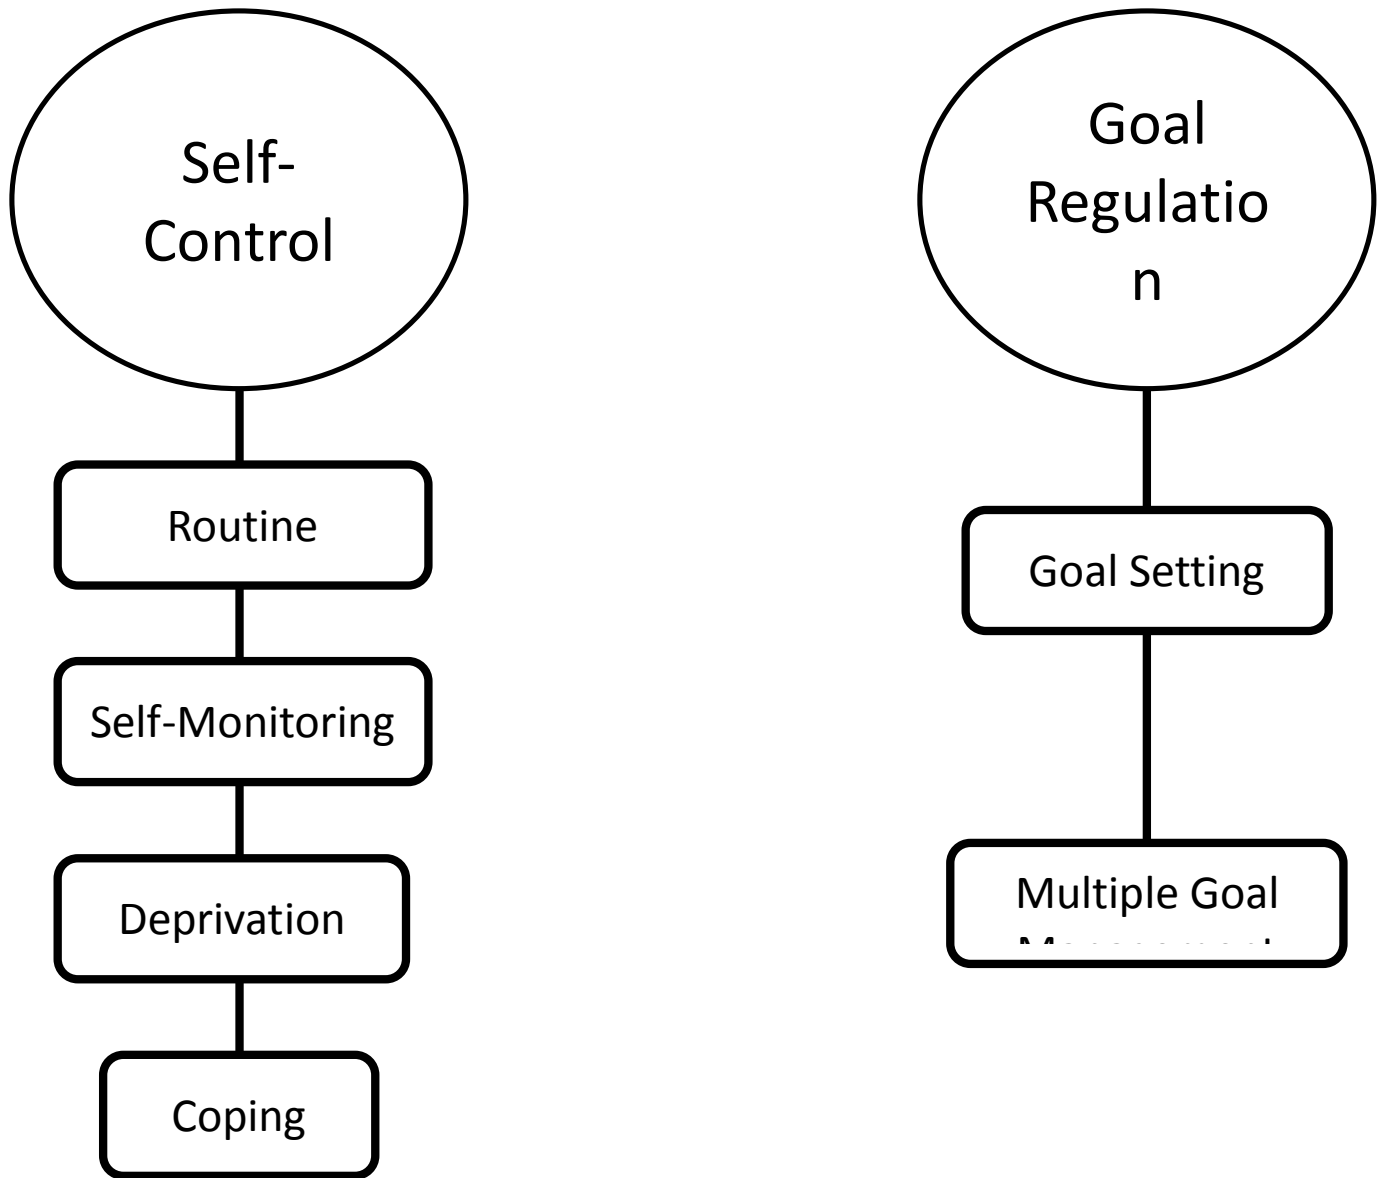 Self-
Control
Routine
Self-Monitoring
Deprivation
Coping
Goal
Regulatio
n
Goal Setting
Multiple Goal